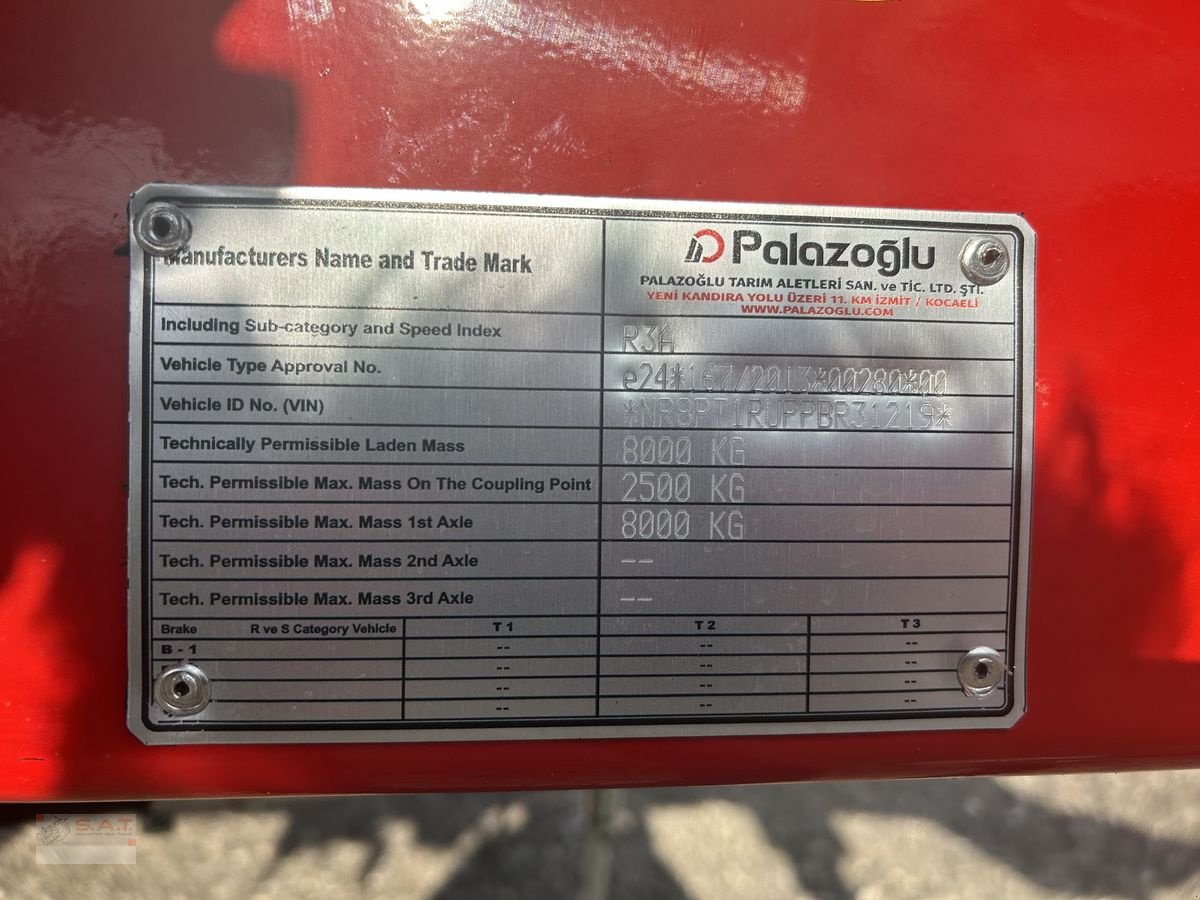 Manufacturers Name and Trade Mark
Palazoğlu
PALAZOĞLU TARIM ALETLERİ SAN. ve TİC. LTD. ŞTİ.
YENİ KANDIRA YOLU ÜZERİ 11. KM İZMİT / KOCAELİ
WWW.PALAZOGLU.COM
Including Sub-category and Speed Index R3A
Vehicle Type Approval No. e24*167/2013*00280*00
Vehicle ID No. (VIN) *NR8PT1RUPPBR31219*
Technically Permissible Laden Mass 8000 KG
Tech. Permissible Max. Mass On The Coupling Point 2500 KG
Tech. Permissible Max. Mass 1st Axle 8000 KG
Tech. Permissible Max. Mass 2nd Axle --
Tech. Permissible Max. Mass 3rd Axle --
Brake R ve S Category Vehicle T 1 T 2 T 3
B - 1 -- -- --
-- -- --
-- -- --
-- -- --
S.A.T.